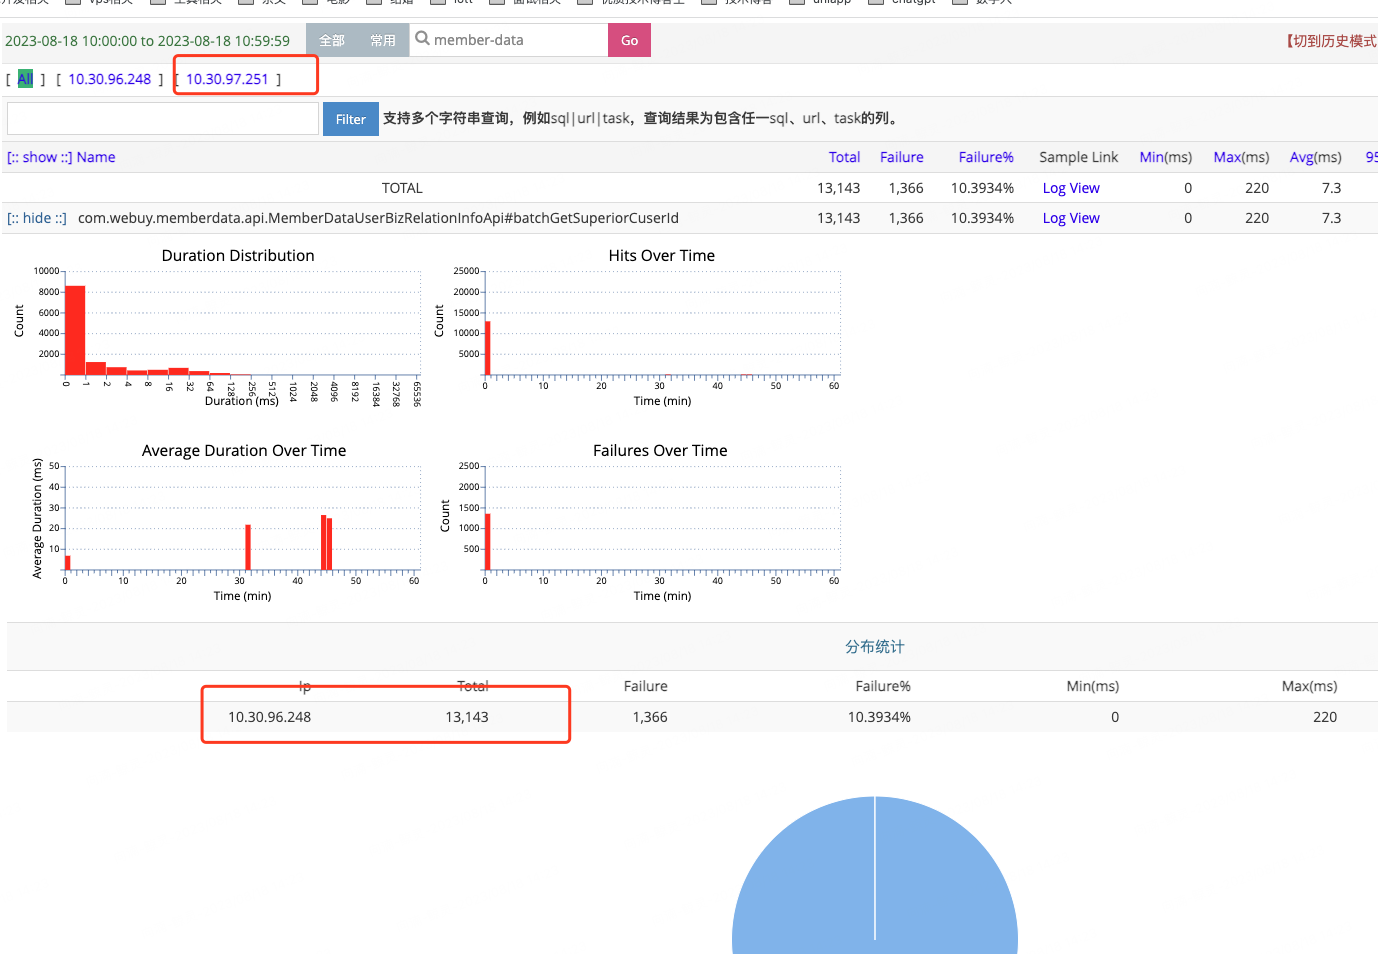 2023-08-18 10:00:00 to 2023-08-18 10:59:59 全部 常用 member-data Go 【切到历史模式
[ All ] [ 10.30.96.248 ] [ 10.30.97.251 ]
Filter 支持多个字符串查询，例如sql|url|task，查询结果为包含任一sql、url、task的列。
[:: show ::] Name Total Failure Failure% Sample Link Min(ms) Max(ms) Avg(ms) 95
TOTAL 13,143 1,366 10.3934% Log View 0 220 7.3
[:: hide ::] com.webuy.memberdata.api.MemberDataUserBizRelationInfoApi#batchGetSuperiorCuserId 13,143 1,366 10.3934% Log View 0 220 7.3
Duration Distribution
Count
10000
8000
6000
4000
2000
0 1 2 4 8 16 32 64 128 256 512 1024 2048 4096 8192 16384 32768 65536
Duration (ms)
Hits Over Time
Count
25000
20000
15000
10000
5000
0 10 20 30 40 50 60
Time (min)
Average Duration Over Time
Average Duration (ms)
50
40
30
20
10
0 10 20 30 40 50 60
Time (min)
Failures Over Time
Count
2500
2000
1500
1000
500
0 10 20 30 40 50 60
Time (min)
分布统计
Ip Total Failure Failure% Min(ms) Max(ms)
10.30.96.248 13,143 1,366 10.3934% 0 220